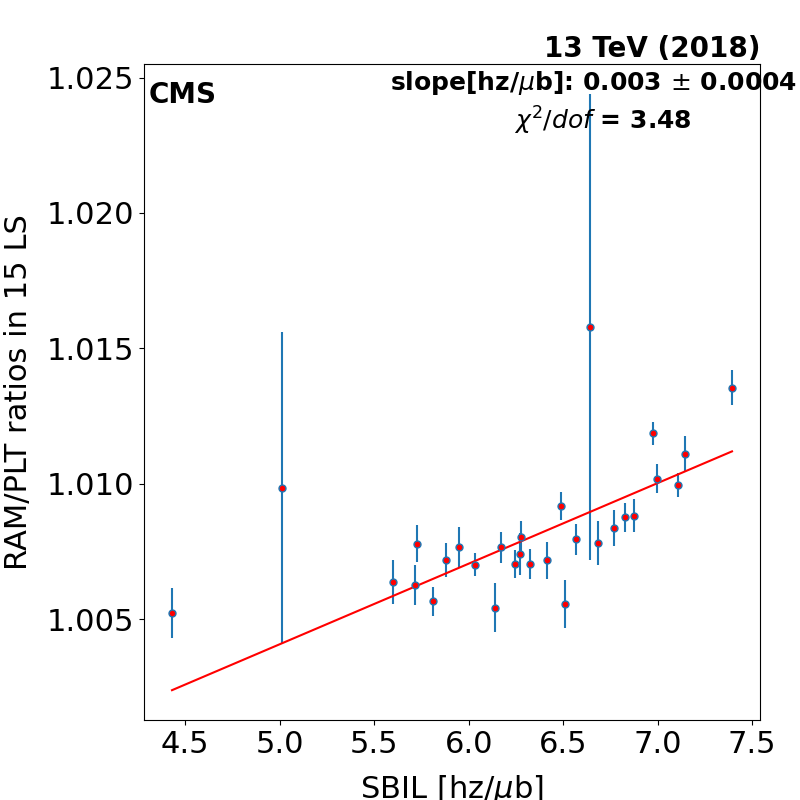 13 TeV (2018)
CMS
slope[hz/μb]: 0.003 ± 0.0004
χ²/dof = 3.48
RAM/PLT ratios in 15 LS
1.025
1.020
1.015
1.010
1.005
4.5 5.0 5.5 6.0 6.5 7.0 7.5
SBIL [hz/μb]